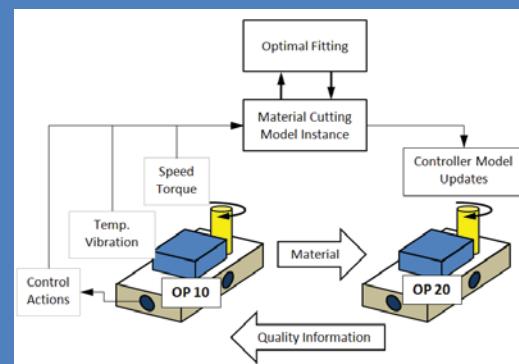 Optimal Fitting
Material Cutting
Model Instance
Controller Model
Updates
Speed
Torque
Temp.
Vibration
Control
Actions
OP 10
Material
OP 20
Quality Information